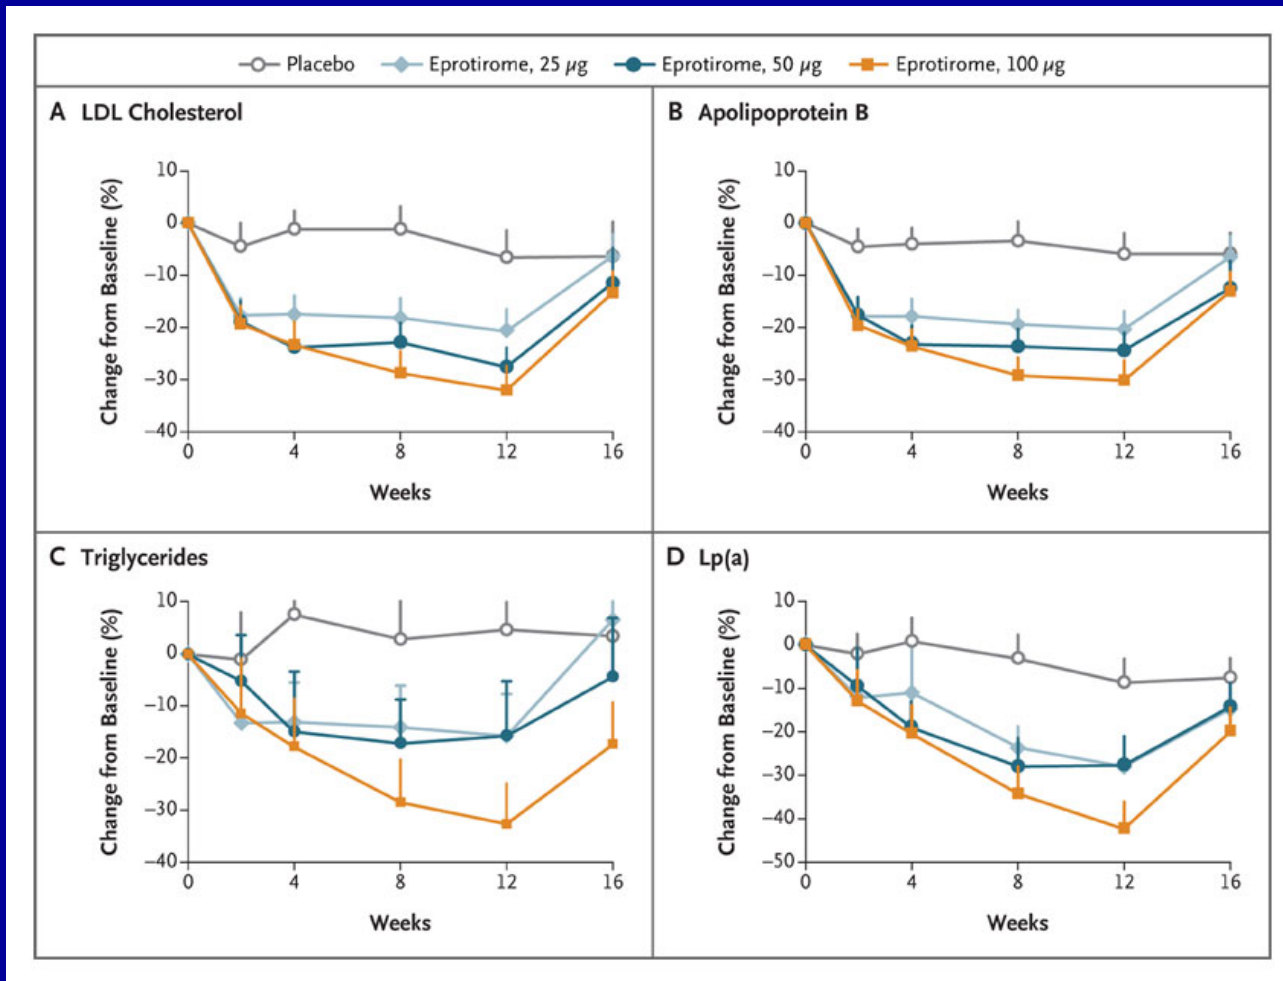 Placebo Eprotirome, 25 µg Eprotirome, 50 µg Eprotirome, 100 µg
A LDL Cholesterol
Change from Baseline (%)
10
0
−10
−20
−30
−40
0 4 8 12 16
Weeks
B Apolipoprotein B
Change from Baseline (%)
10
0
−10
−20
−30
−40
0 4 8 12 16
Weeks
C Triglycerides
Change from Baseline (%)
10
0
−10
−20
−30
−40
0 4 8 12 16
Weeks
D Lp(a)
Change from Baseline (%)
10
0
−10
−20
−30
−40
−50
0 4 8 12 16
Weeks